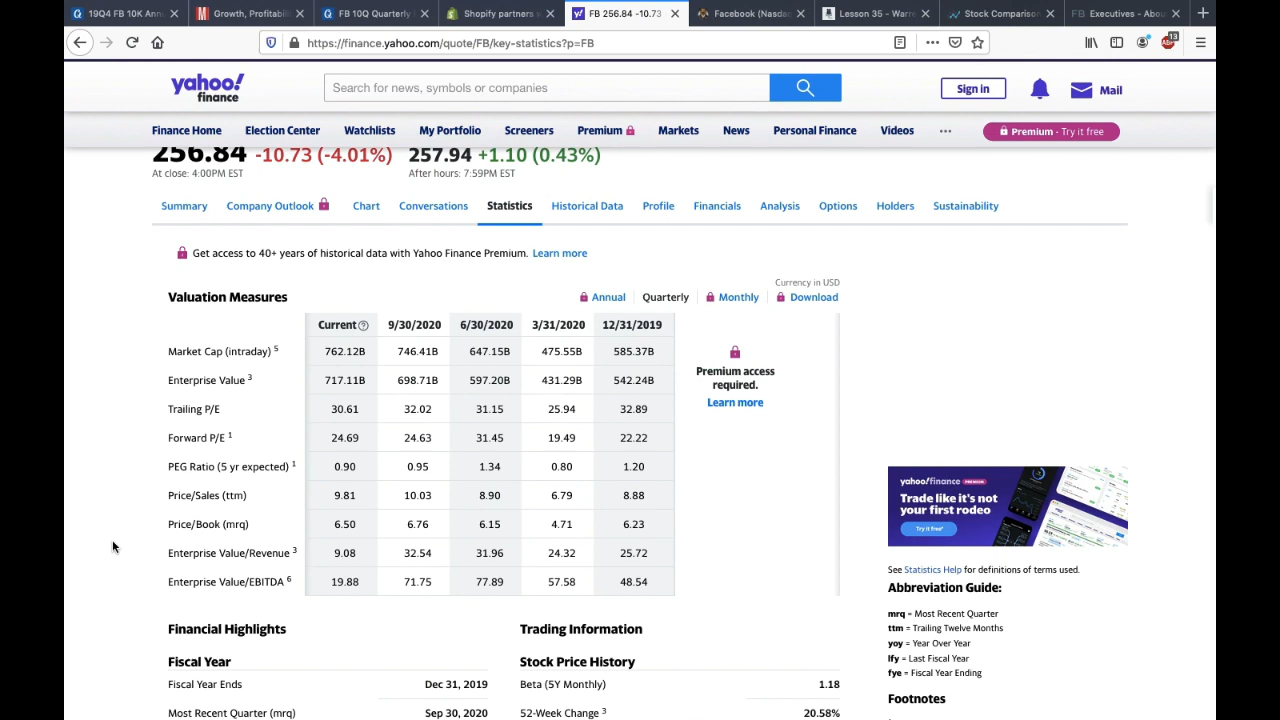 19Q4 FB 10K Ann
Growth, Profitabil
FB 10Q Quarterly
Shopify partners
FB 256.84 -10.73
Facebook (Nasdaq
Lesson 35 - Warre
Stock Comparison
Executives - Abou
https://finance.yahoo.com/quote/FB/key-statistics?p=FB
13
yahoo!
finance
Search for news, symbols or companies
Sign in
Mail
Finance Home Election Center Watchlists My Portfolio Screeners Premium Markets News Personal Finance Videos ... Premium - Try it free
256.84 -10.73 (-4.01%) 257.94 +1.10 (0.43%)
At close: 4:00PM EST After hours: 7:59PM EST
Summary Company Outlook Chart Conversations Statistics Historical Data Profile Financials Analysis Options Holders Sustainability
Get access to 40+ years of historical data with Yahoo Finance Premium. Learn more
Currency in USD
Valuation Measures Annual Quarterly Monthly Download
Current 9/30/2020 6/30/2020 3/31/2020 12/31/2019
Market Cap (intraday) 5 762.12B 746.41B 647.15B 475.55B 585.37B
Enterprise Value 3 717.11B 698.71B 597.20B 431.29B 542.24B
Trailing P/E 30.61 32.02 31.15 25.94 32.89
Forward P/E 1 24.69 24.63 31.45 19.49 22.22
PEG Ratio (5 yr expected) 1 0.90 0.95 1.34 0.80 1.20
Price/Sales (ttm) 9.81 10.03 8.90 6.79 8.88
Price/Book (mrq) 6.50 6.76 6.15 4.71 6.23
Enterprise Value/Revenue 3 9.08 32.54 31.96 24.32 25.72
Enterprise Value/EBITDA 6 19.88 71.75 77.89 57.58 48.54
Premium access
required.
Learn more
yahoo!finance PREMIUM
Trade like it's not
your first rodeo
Try it free*
See Statistics Help for definitions of terms used.
Abbreviation Guide:
mrq = Most Recent Quarter
ttm = Trailing Twelve Months
yoy = Year Over Year
lfy = Last Fiscal Year
fye = Fiscal Year Ending
Footnotes
Financial Highlights
Fiscal Year
Fiscal Year Ends Dec 31, 2019
Most Recent Quarter (mrq) Sep 30, 2020
Trading Information
Stock Price History
Beta (5Y Monthly) 1.18
52-Week Change 3 20.58%